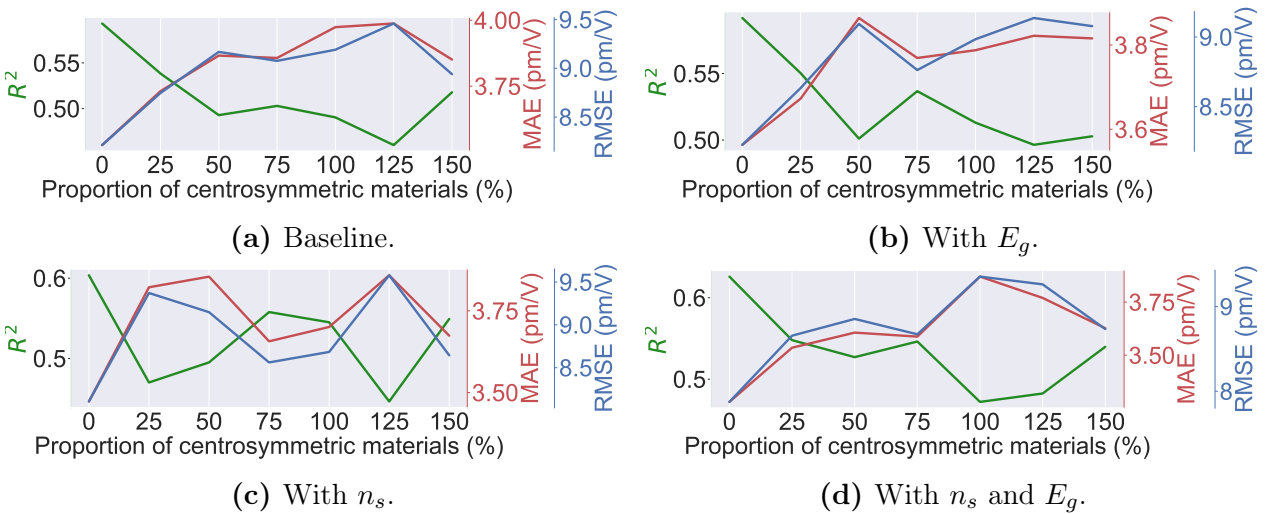 R²
0.55
0.50
4.00
3.75
MAE (pm/V)
9.5
9.0
8.5
RMSE (pm/V)
0 25 50 75 100 125 150
Proportion of centrosymmetric materials (%)
(a) Baseline.
R²
0.55
0.50
3.8
3.6
MAE (pm/V)
9.0
8.5
RMSE (pm/V)
0 25 50 75 100 125 150
Proportion of centrosymmetric materials (%)
(b) With E_g.
R²
0.6
0.5
3.75
3.50
MAE (pm/V)
9.5
9.0
8.5
RMSE (pm/V)
0 25 50 75 100 125 150
Proportion of centrosymmetric materials (%)
(c) With n_s.
R²
0.6
0.5
3.75
3.50
MAE (pm/V)
9
8
RMSE (pm/V)
0 25 50 75 100 125 150
Proportion of centrosymmetric materials (%)
(d) With n_s and E_g.